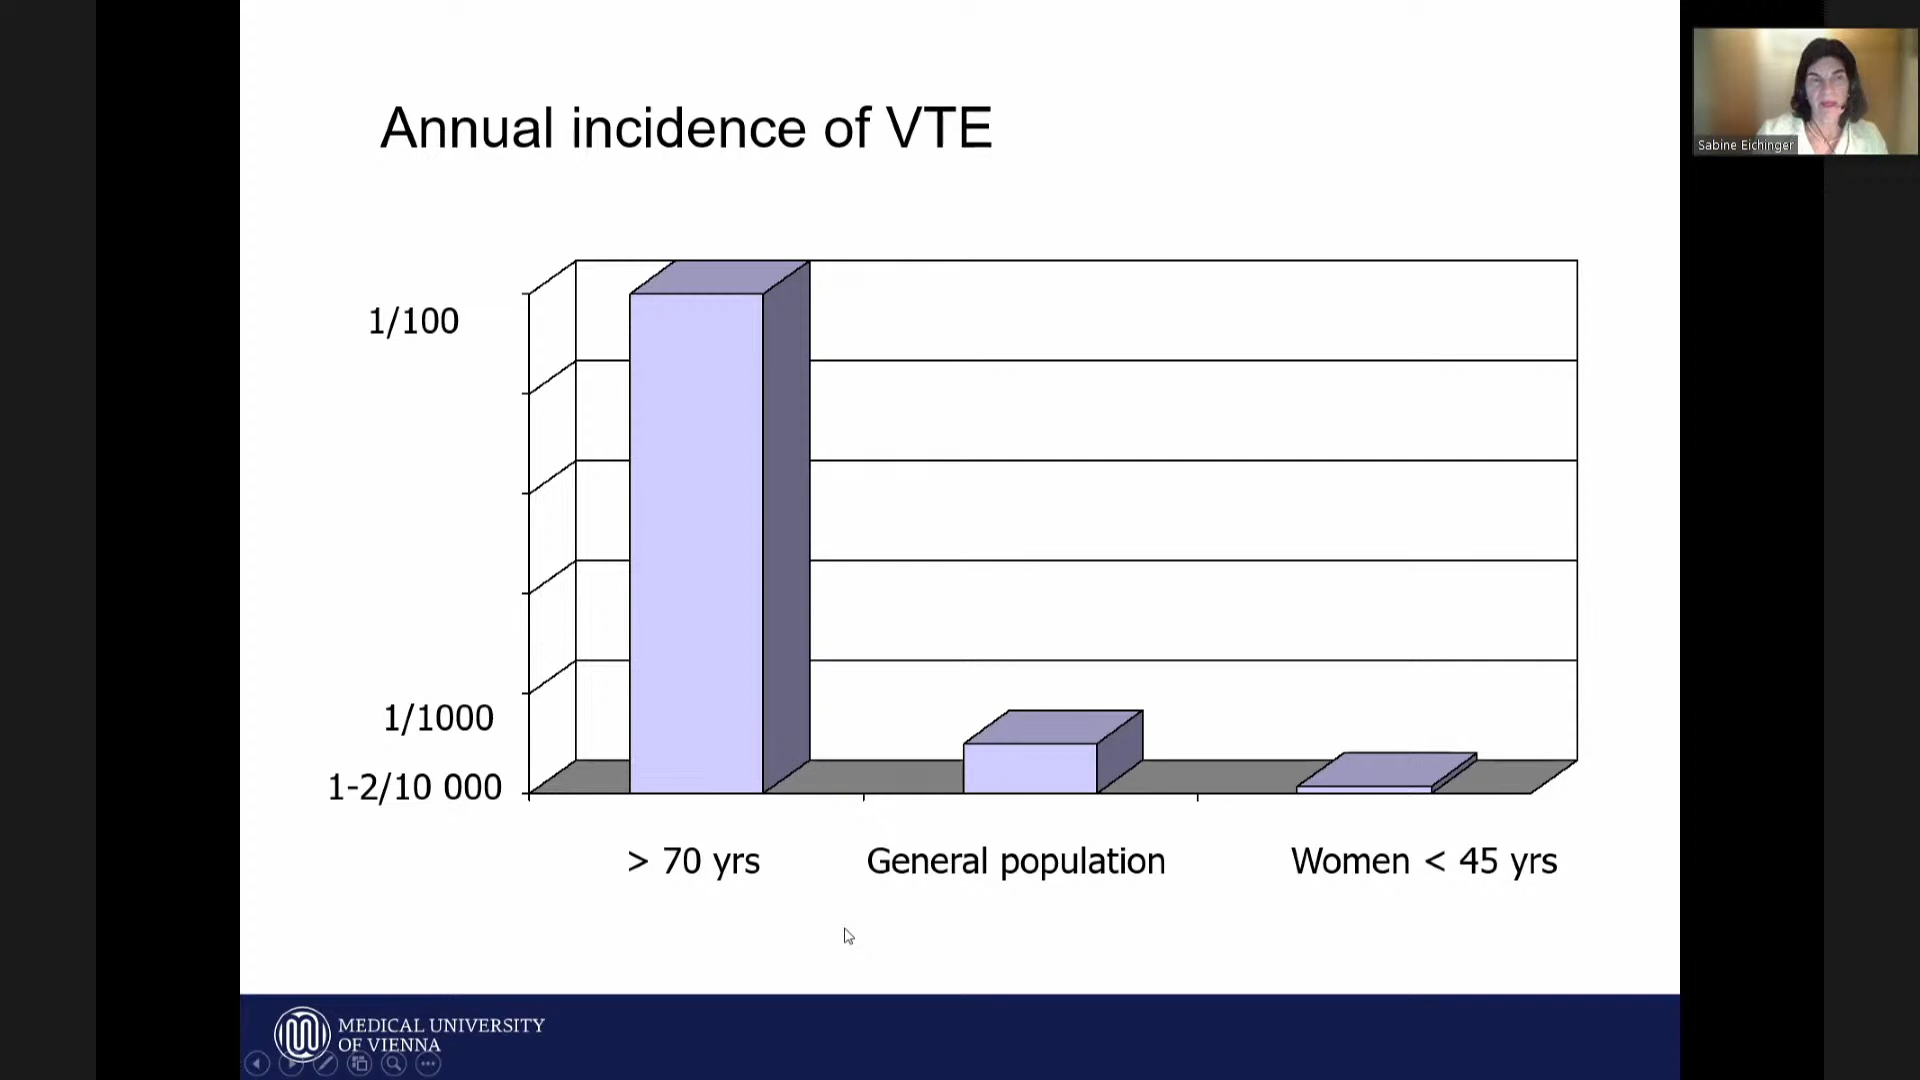 Annual incidence of VTE
Sabine Eichinger
1/100
1/1000
1-2/10 000
> 70 yrs
General population
Women < 45 yrs
MEDICAL UNIVERSITY
OF VIENNA